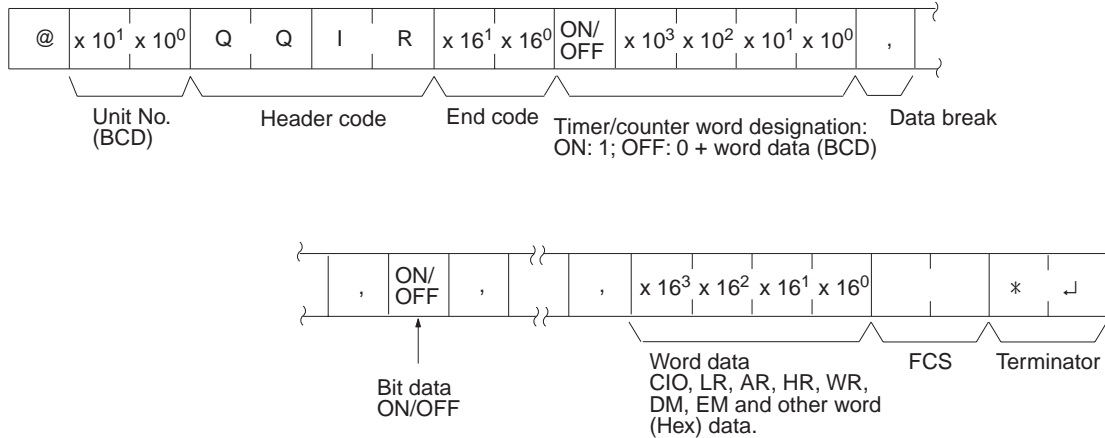 @ x 10¹ x 10⁰ Q Q I R x 16¹ x 16⁰ ON/OFF x 10³ x 10² x 10¹ x 10⁰ ,
Unit No.
(BCD)
Header code
End code
Timer/counter word designation:
ON: 1; OFF: 0 + word data (BCD)
Data break
, ON/OFF , , x 16³ x 16² x 16¹ x 16⁰ * ↵
Bit data
ON/OFF
Word data
CIO, LR, AR, HR, WR,
DM, EM and other word
(Hex) data.
FCS
Terminator